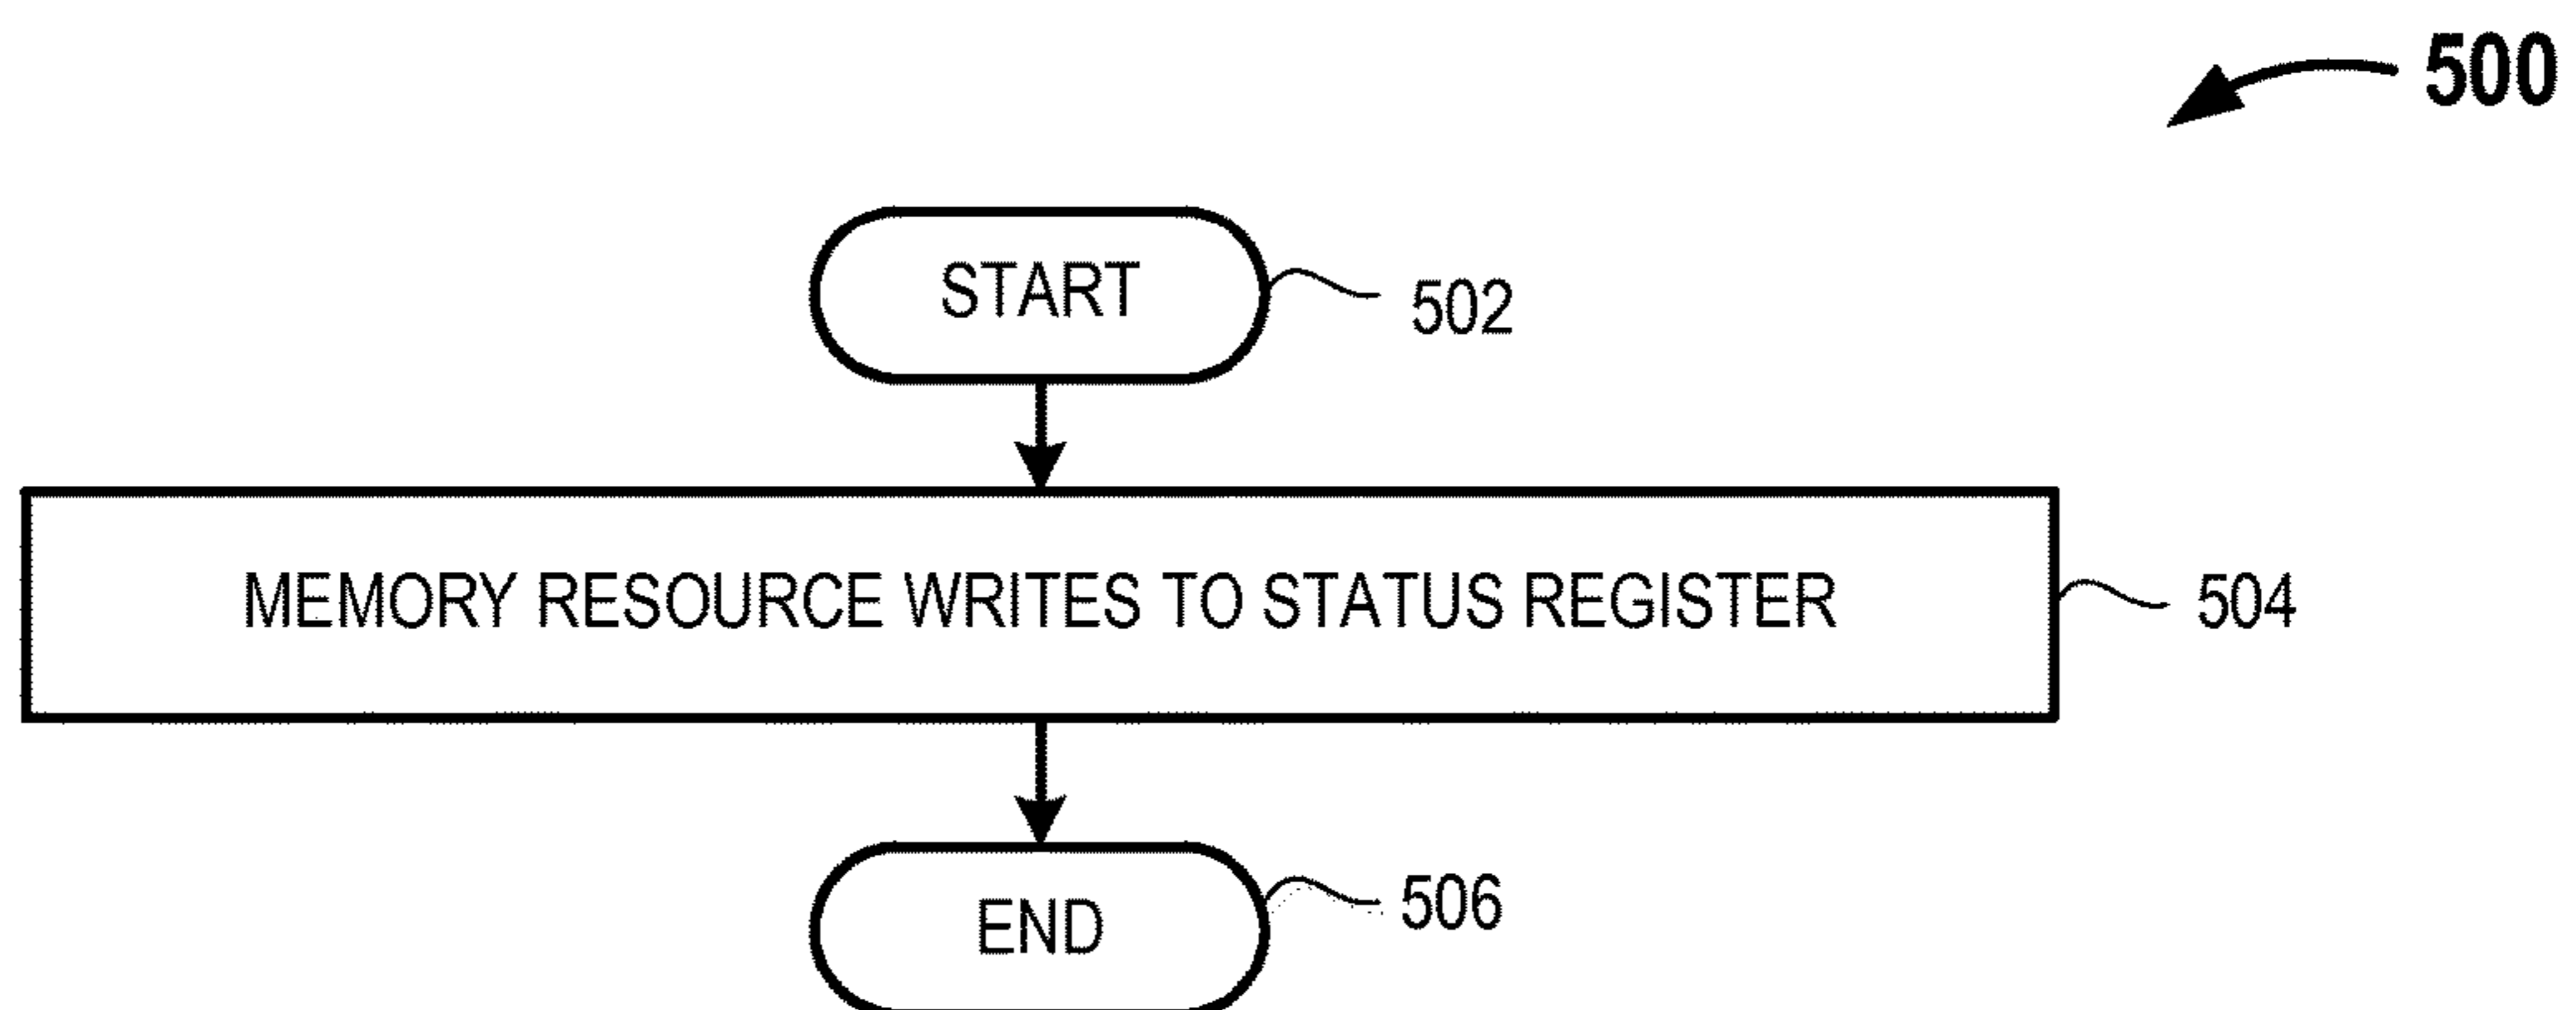 500
START
502
MEMORY RESOURCE WRITES TO STATUS REGISTER
504
END
506